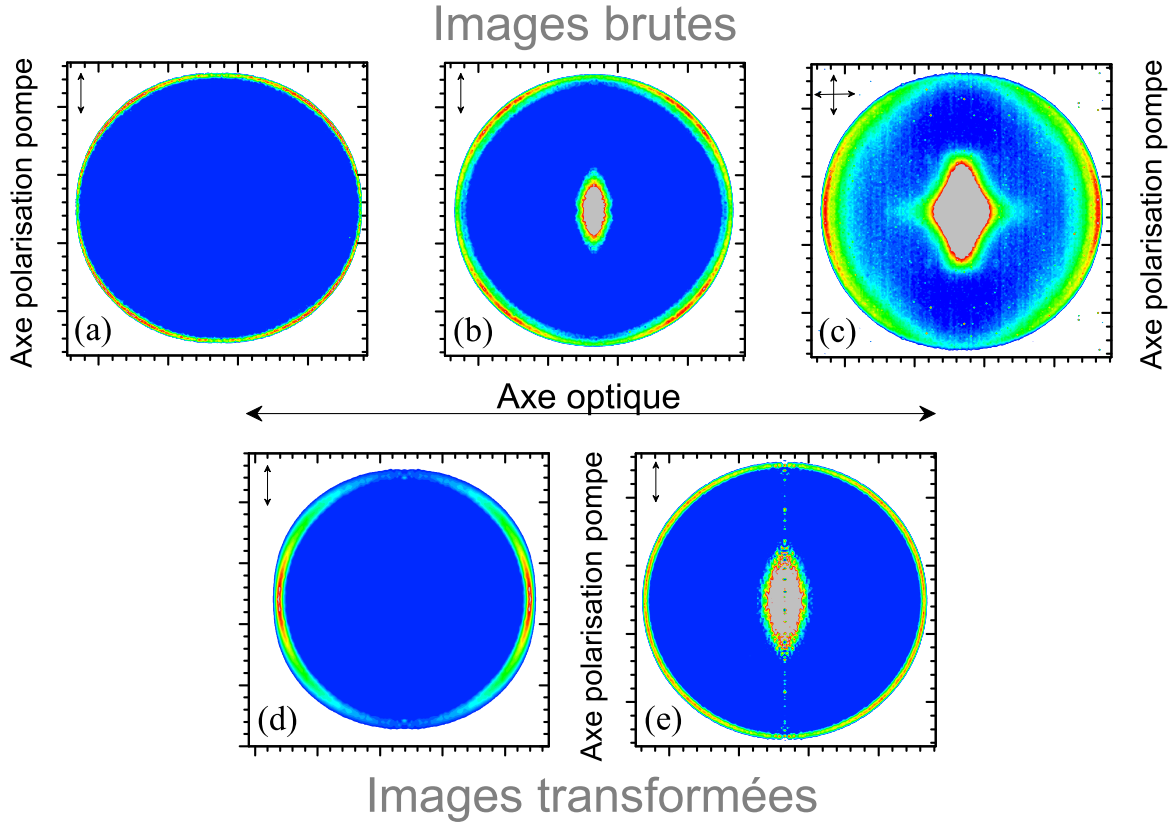 Images brutes
Axe polarisation pompe
(a)
(b)
(c)
Axe polarisation pompe
Axe optique
(d)
Axe polarisation pompe
(e)
Images transformées